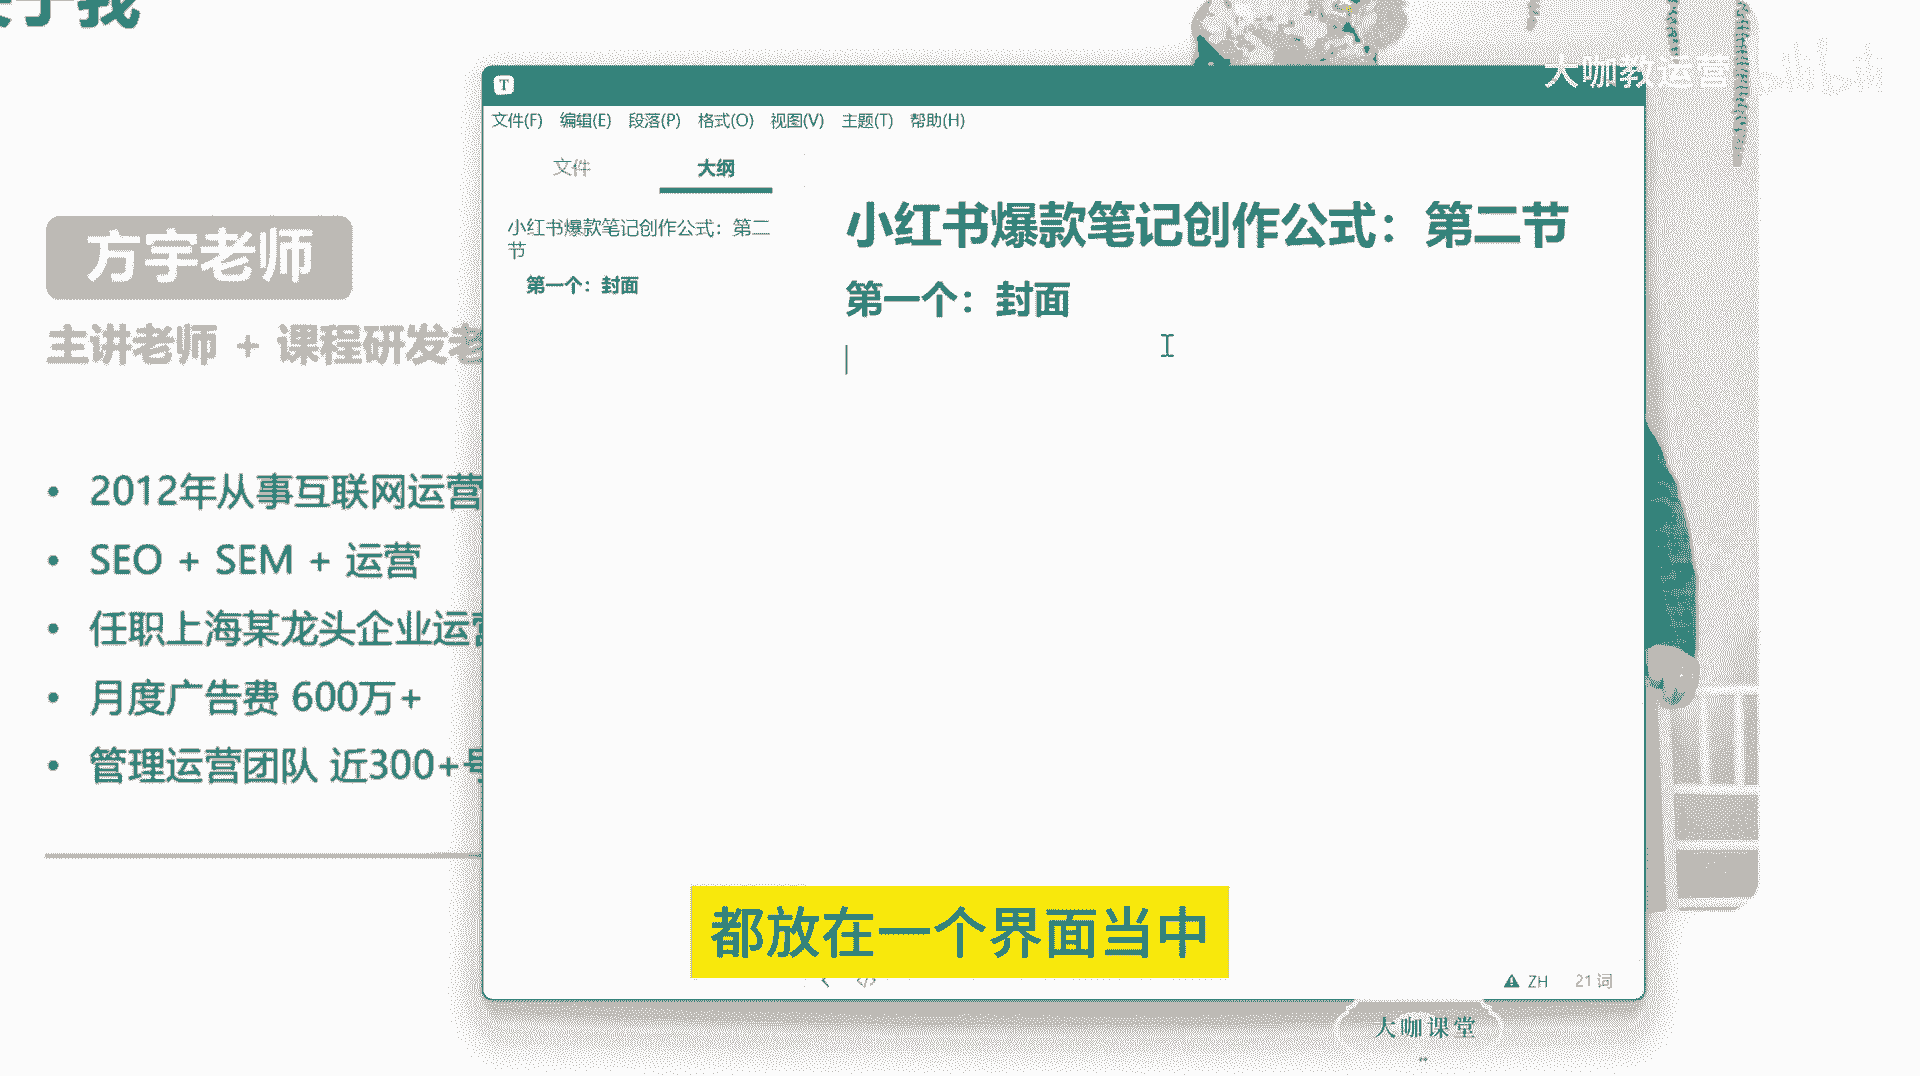 大咖教运营 bilibili
文件(F) 编辑(E) 段落(P) 格式(O) 视图(V) 主题(T) 帮助(H)
文件 大纲
小红书爆款笔记创作公式：第二
节
第一个：封面
小红书爆款笔记创作公式：第二节
第一个：封面
方宇老师
主讲老师 + 课程研发老
• 2012年从事互联网运营
• SEO + SEM + 运营
• 任职上海某龙头企业运营
• 月度广告费 600万+
• 管理运营团队 近300+号
都放在一个界面当中
ZH 21 词
大咖课堂